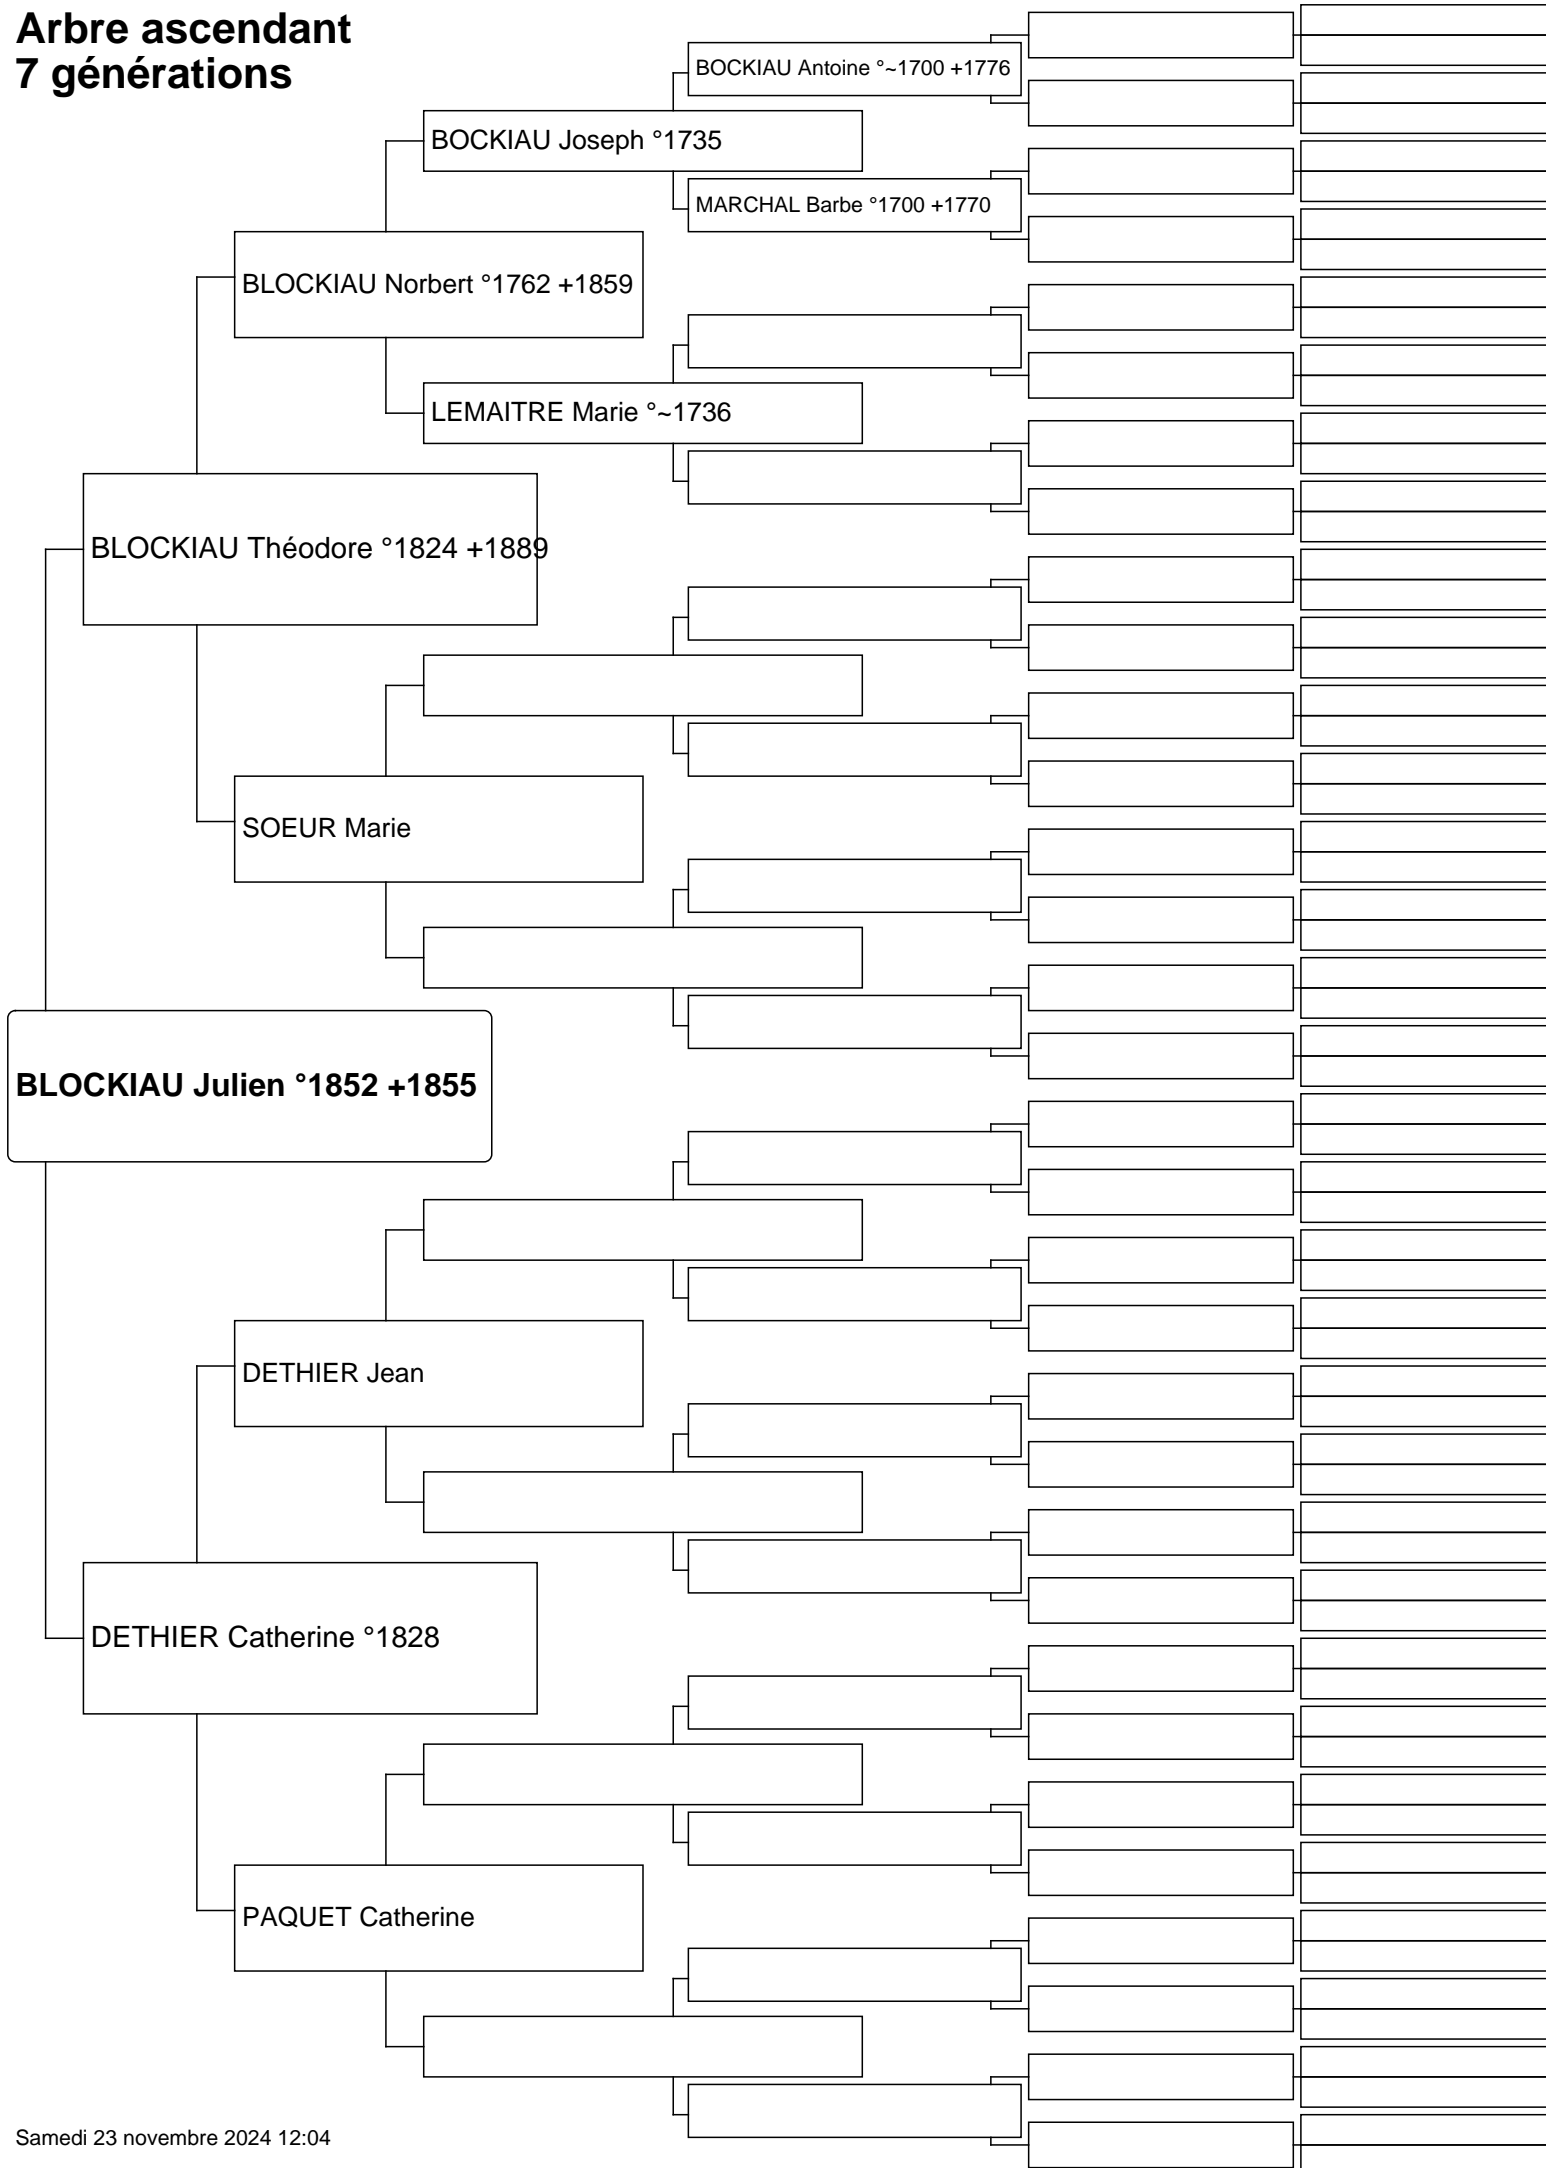 Arbre ascendant
7 générations
BOCKIAU Antoine °~1700 +1776
BOCKIAU Joseph °1735
MARCHAL Barbe °1700 +1770
BLOCKIAU Norbert °1762 +1859
LEMAITRE Marie °~1736
BLOCKIAU Théodore °1824 +1889
SOEUR Marie
BLOCKIAU Julien °1852 +1855
DETHIER Jean
DETHIER Catherine °1828
PAQUET Catherine
Samedi 23 novembre 2024 12:04